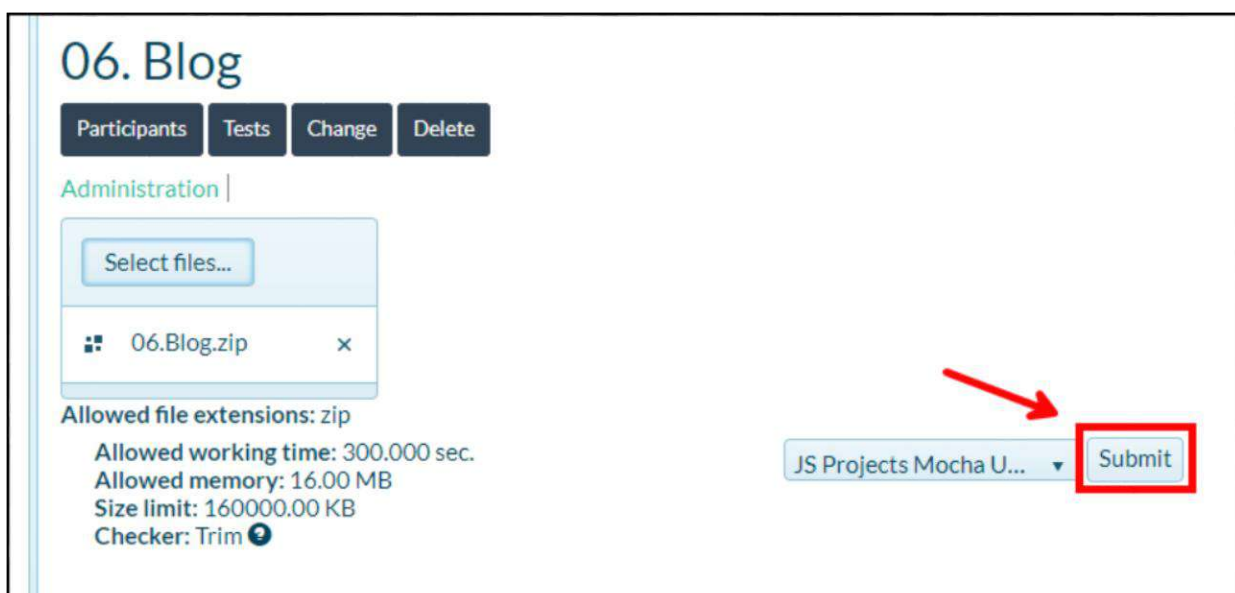 06. Blog
Participants Tests Change Delete
Administration |
Select files...
06.Blog.zip ×
Allowed file extensions: zip
Allowed working time: 300.000 sec.
Allowed memory: 16.00 MB
Size limit: 160000.00 KB
Checker: Trim ?
JS Projects Mocha U... ▼ Submit